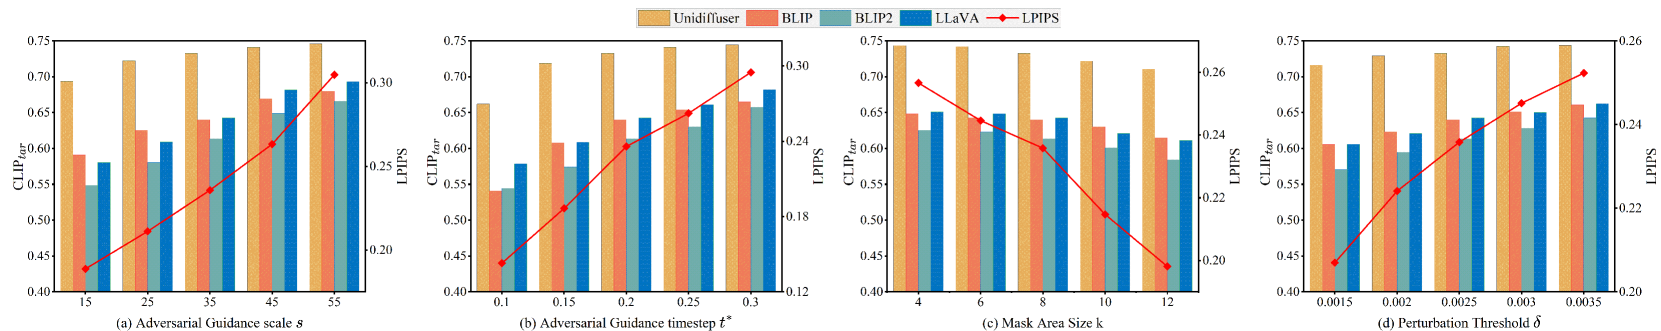 Unidiffuser BLIP BLIP2 LLaVA LPIPS
0.75 0.70 0.65 0.60 0.55 0.50 0.45 0.40
CLIPtar
15 25 35 45 55
0.30 0.25 0.20
LPIPS
(a) Adversarial Guidance scale s
0.75 0.70 0.65 0.60 0.55 0.50 0.45 0.40
CLIPtar
0.1 0.15 0.2 0.25 0.3
0.30 0.24 0.18 0.12
LPIPS
(b) Adversarial Guidance timestep t*
0.75 0.70 0.65 0.60 0.55 0.50 0.45 0.40
CLIPtar
4 6 8 10 12
0.26 0.24 0.22 0.20
LPIPS
(c) Mask Area Size k
0.75 0.70 0.65 0.60 0.55 0.50 0.45 0.40
CLIPtar
0.0015 0.002 0.0025 0.003 0.0035
0.26 0.24 0.22 0.20
LPIPS
(d) Perturbation Threshold δ